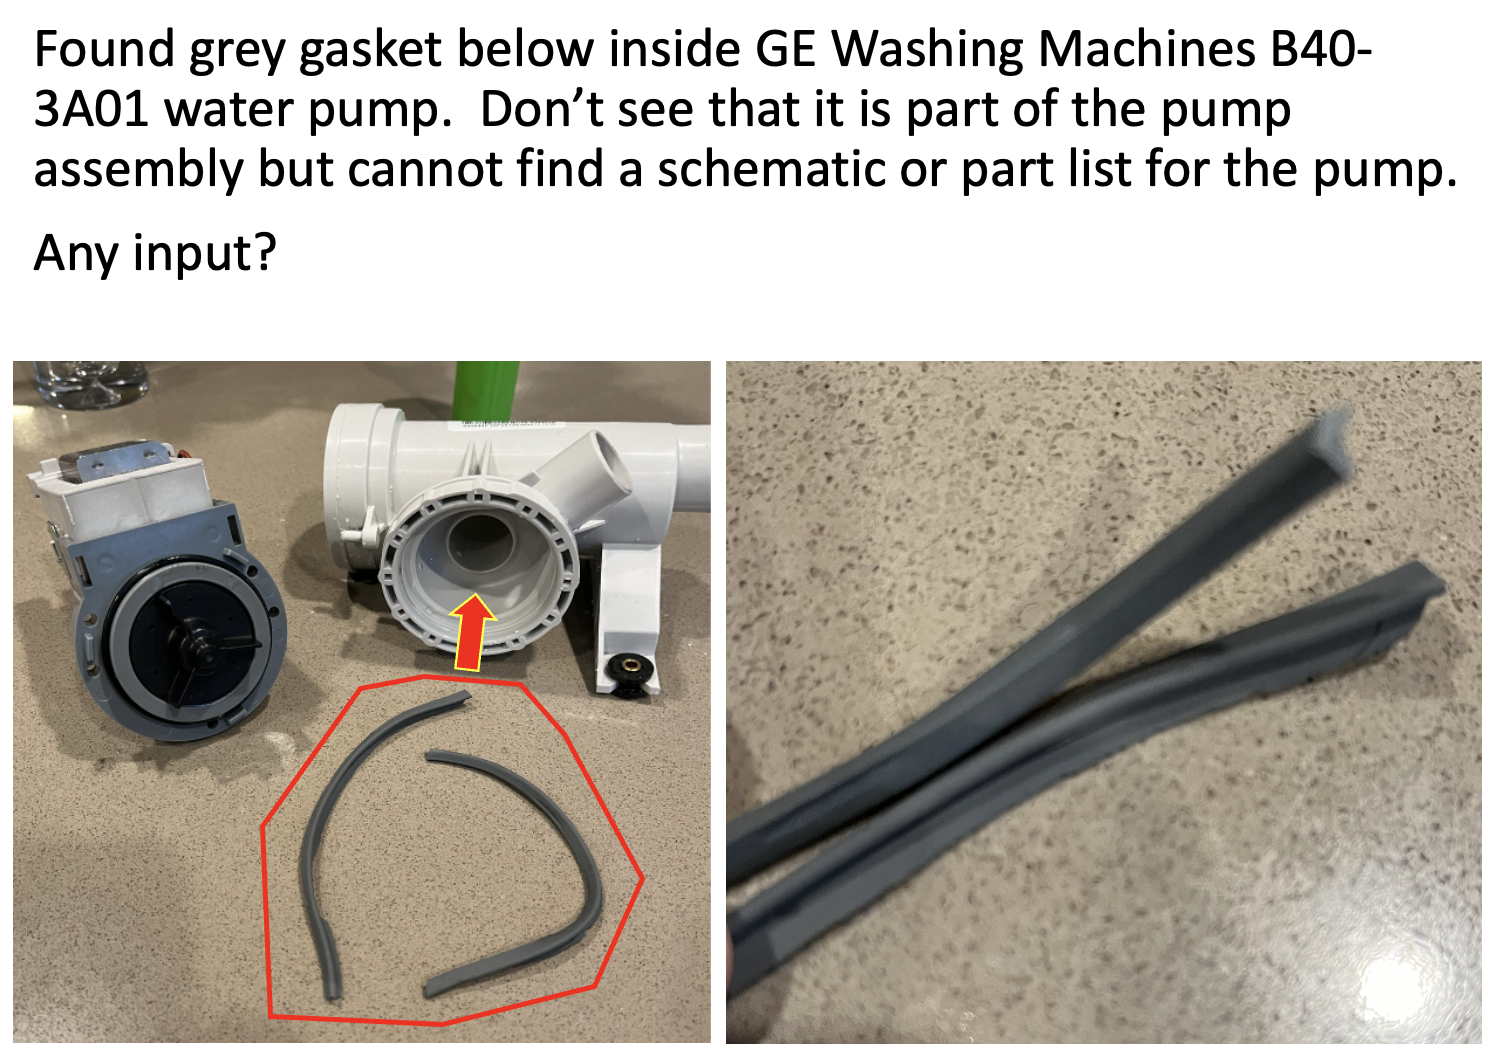 Found grey gasket below inside GE Washing Machines B40-
3A01 water pump.  Don’t see that it is part of the pump
assembly but cannot find a schematic or part list for the pump.
Any input?